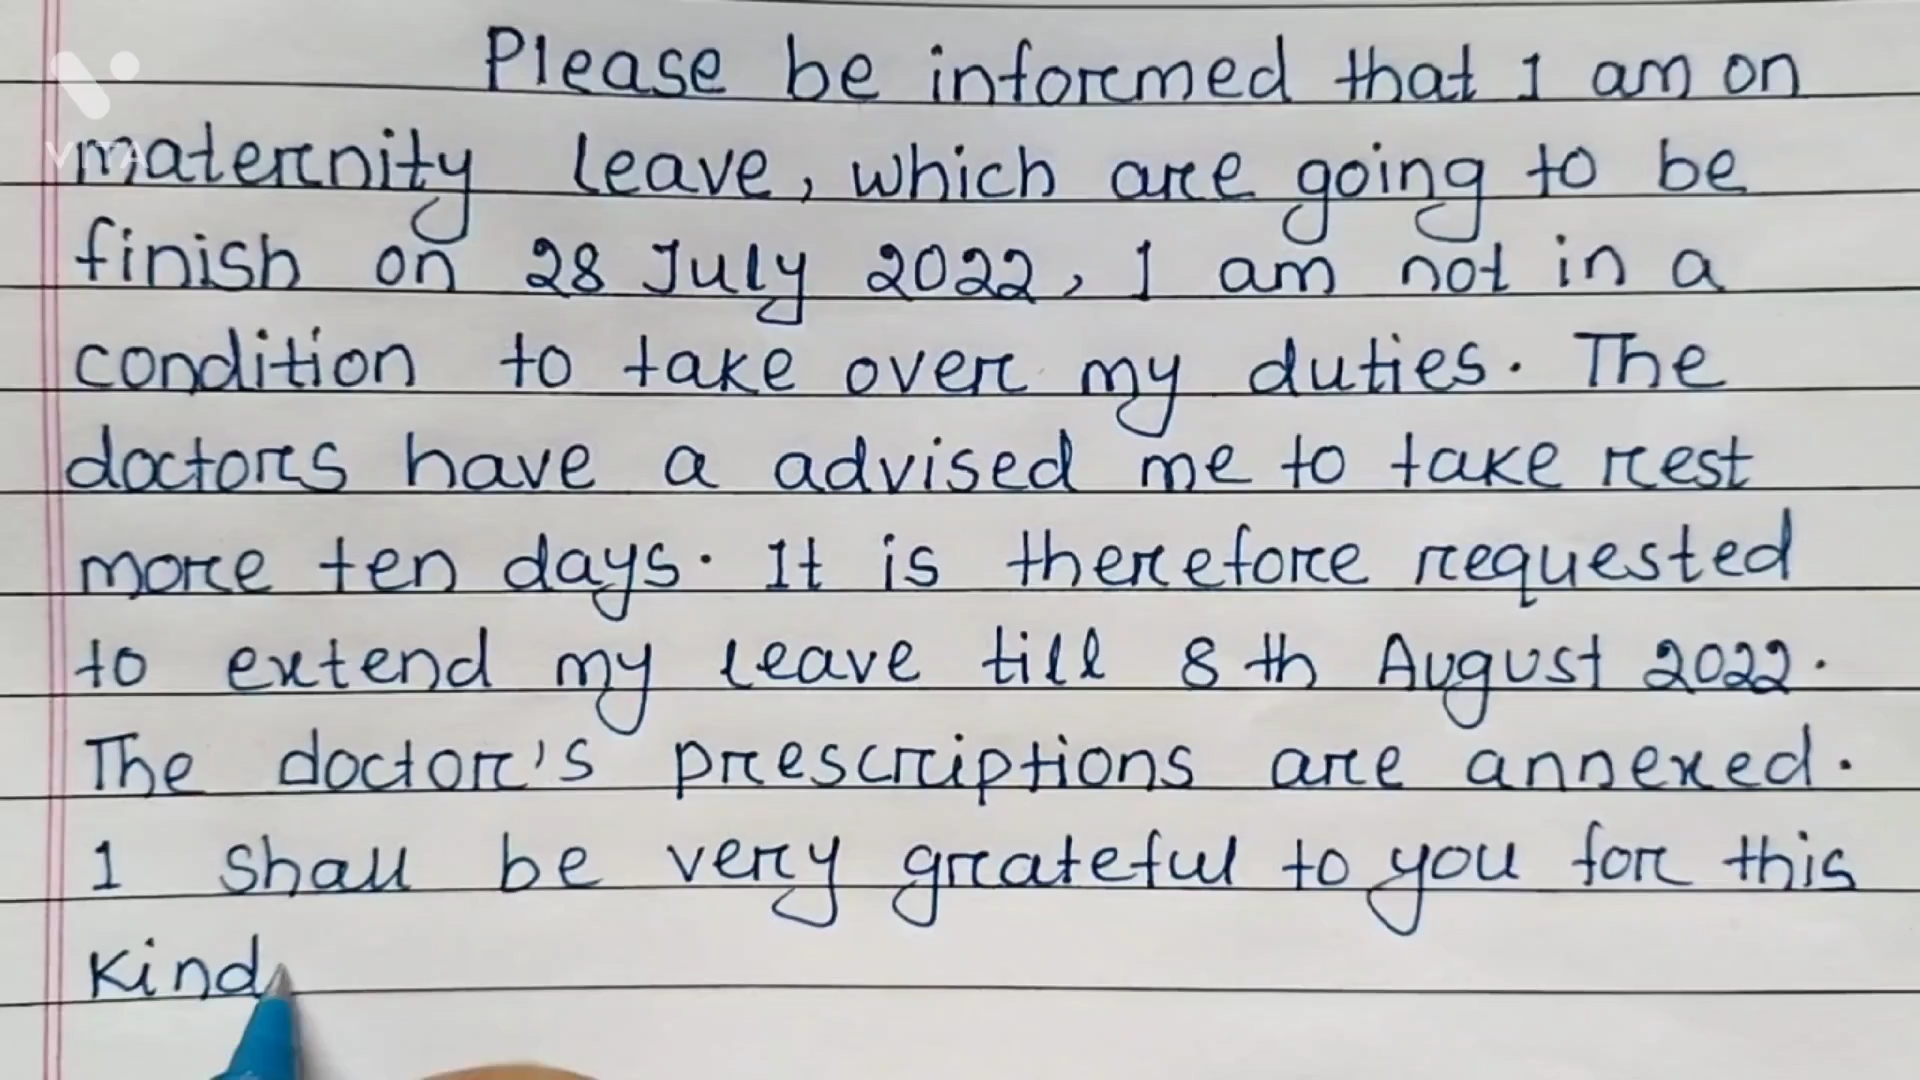 Please be informed that I am on
maternity leave, which are going to be
finish on 28 July 2022, I am not in a
condition to take over my duties. The
doctors have a advised me to take rest
more ten days. It is therefore requested
to extend my leave till 8th August 2022.
The doctor's prescriptions are annexed.
I shall be very grateful to you for this
kind
VITA